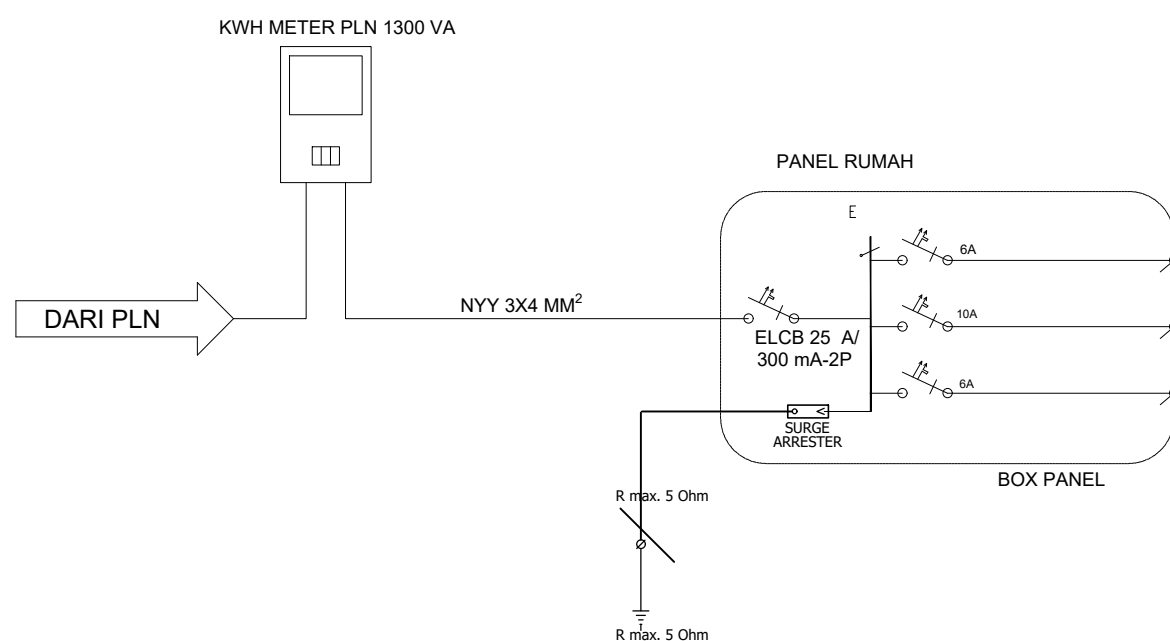 KWH METER PLN 1300 VA
PANEL RUMAH
E
6A
DARI PLN
NYY 3X4 MM²
10A
ELCB 25 A/
300 mA-2P
6A
SURGE
ARRESTER
BOX PANEL
R max. 5 Ohm
R max. 5 Ohm